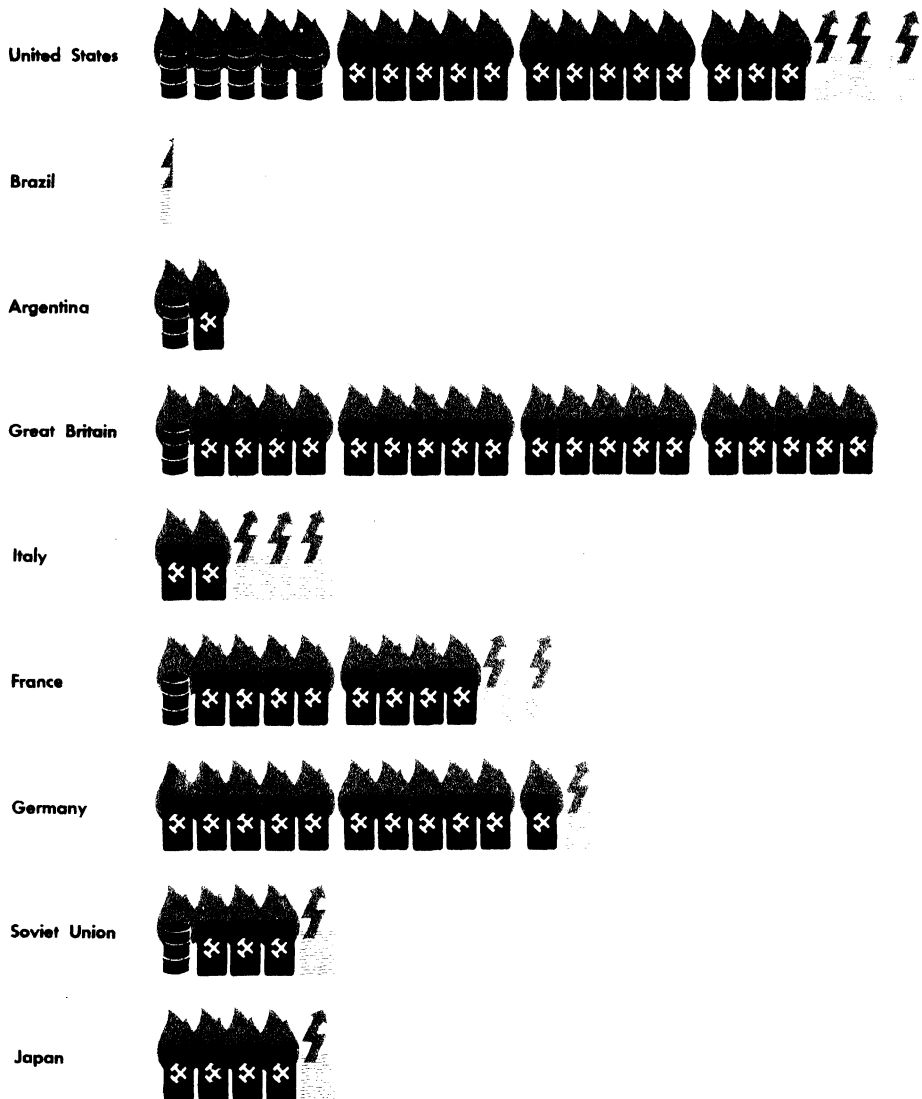 United States
Brazil
Argentina
Great Britain
Italy
France
Germany
Soviet Union
Japan